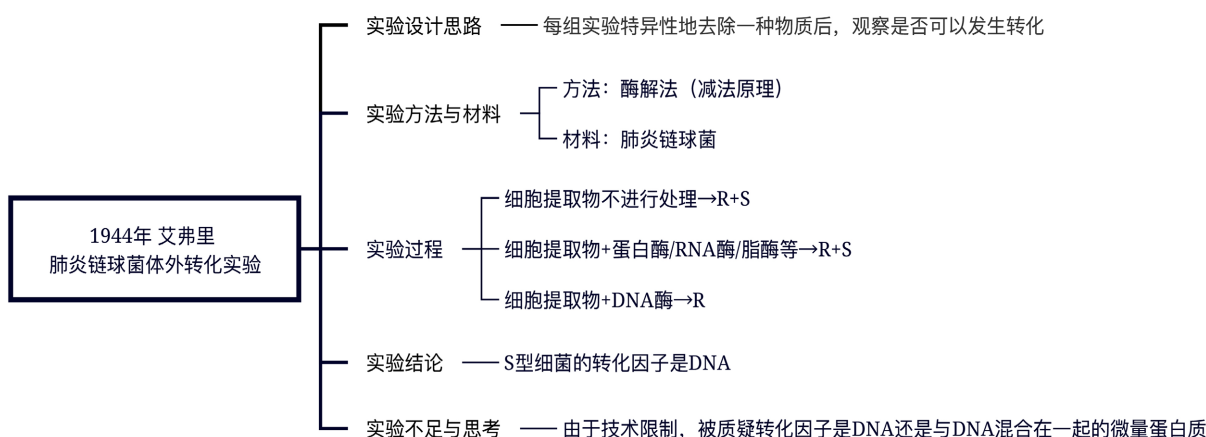 实验设计思路
每组实验特异性地去除一种物质后，观察是否可以发生转化
实验方法与材料
方法：酶解法（减法原理）
材料：肺炎链球菌
1944年 艾弗里
肺炎链球菌体外转化实验
实验过程
细胞提取物不进行处理→R+S
细胞提取物+蛋白酶/RNA酶/脂酶等→R+S
细胞提取物+DNA酶→R
实验结论
S型细菌的转化因子是DNA
实验不足与思考
由于技术限制，被质疑转化因子是DNA还是与DNA混合在一起的微量蛋白质